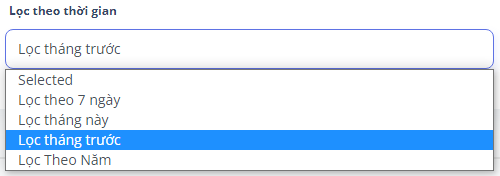 Lọc theo thời gian
Lọc tháng trước
Selected
Lọc theo 7 ngày
Lọc tháng này
Lọc tháng trước
Lọc Theo Năm